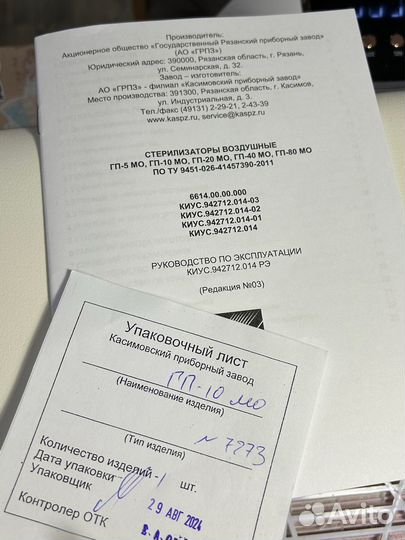 Производитель:
Акционерное общество «Государственный Рязанский приборный завод»
(АО «ГРПЗ»)
Юридический адрес: 390000, Рязанская область, г. Рязань,
ул. Семинарская, д. 32.
Завод – изготовитель:
АО «ГРПЗ» - филиал «Касимовский приборный завод»
Место производства: 391300, Рязанская область, г. Касимов,
ул. Индустриальная, д. 3.
Тел./факс (49131) 2-29-21, 2-43-39
www.kaspz.ru, service@kaspz.ru
СТЕРИЛИЗАТОРЫ ВОЗДУШНЫЕ
ГП-5 МО, ГП-10 МО, ГП-20 МО, ГП-40 МО, ГП-80 МО
ПО ТУ 9451-026-41457390-2011
6614.00.00.000
КИУС.942712.014-03
КИУС.942712.014-02
КИУС.942712.014-01
КИУС.942712.014
РУКОВОДСТВО ПО ЭКСПЛУАТАЦИИ
КИУС.942712.014 РЭ
(Редакция №03)
Упаковочный лист
Касимовский приборный завод
ГП-10 МО
(Наименование изделия)
N 7273
(Тип изделия)
Количество изделий -1 шт.
Дата упаковки
Упаковщик
29 АВГ 2024
Контролер ОТК
Avito